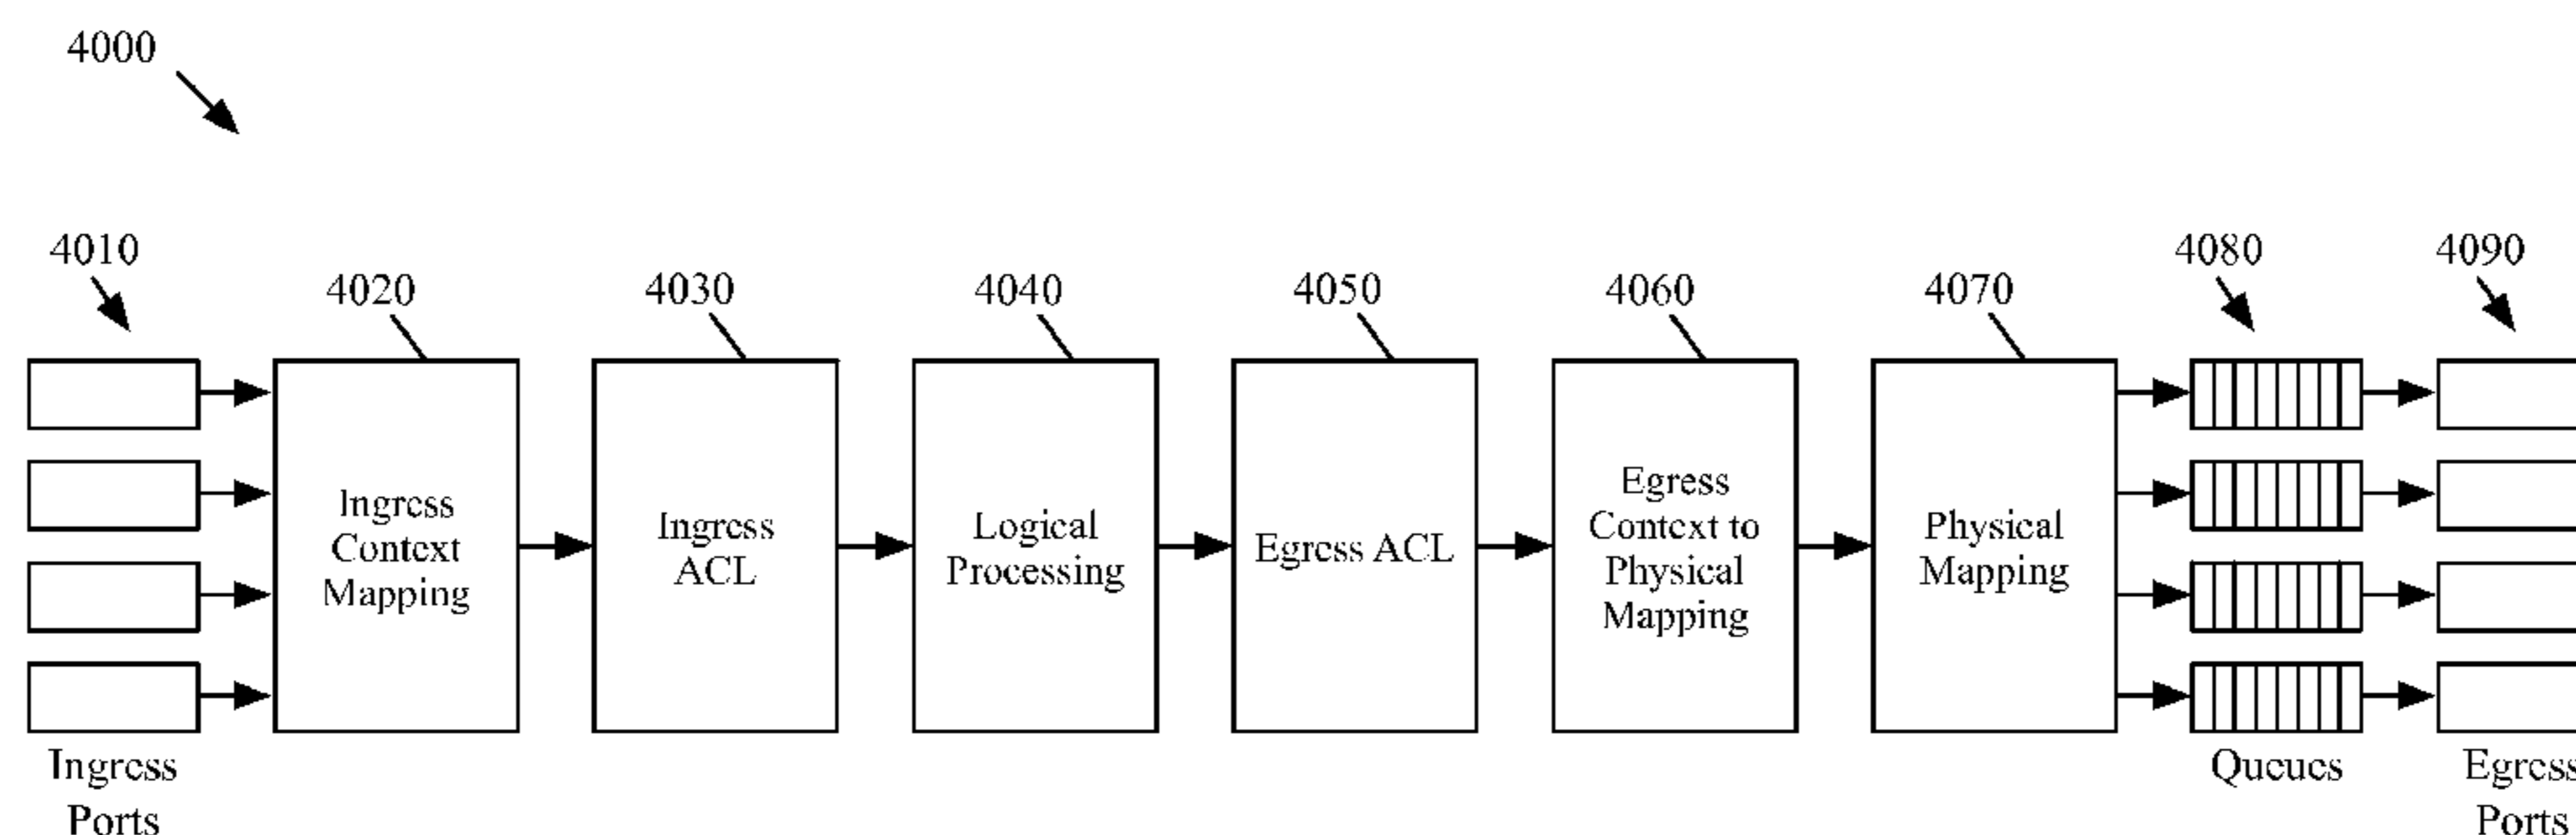 4000
4010
4020
4030
4040
4050
4060
4070
4080
4090
Ingress
Context
Mapping
Ingress
ACL
Logical
Processing
Egress ACL
Egress
Context to
Physical
Mapping
Physical
Mapping
Ingress
Ports
Queues
Egress
Ports